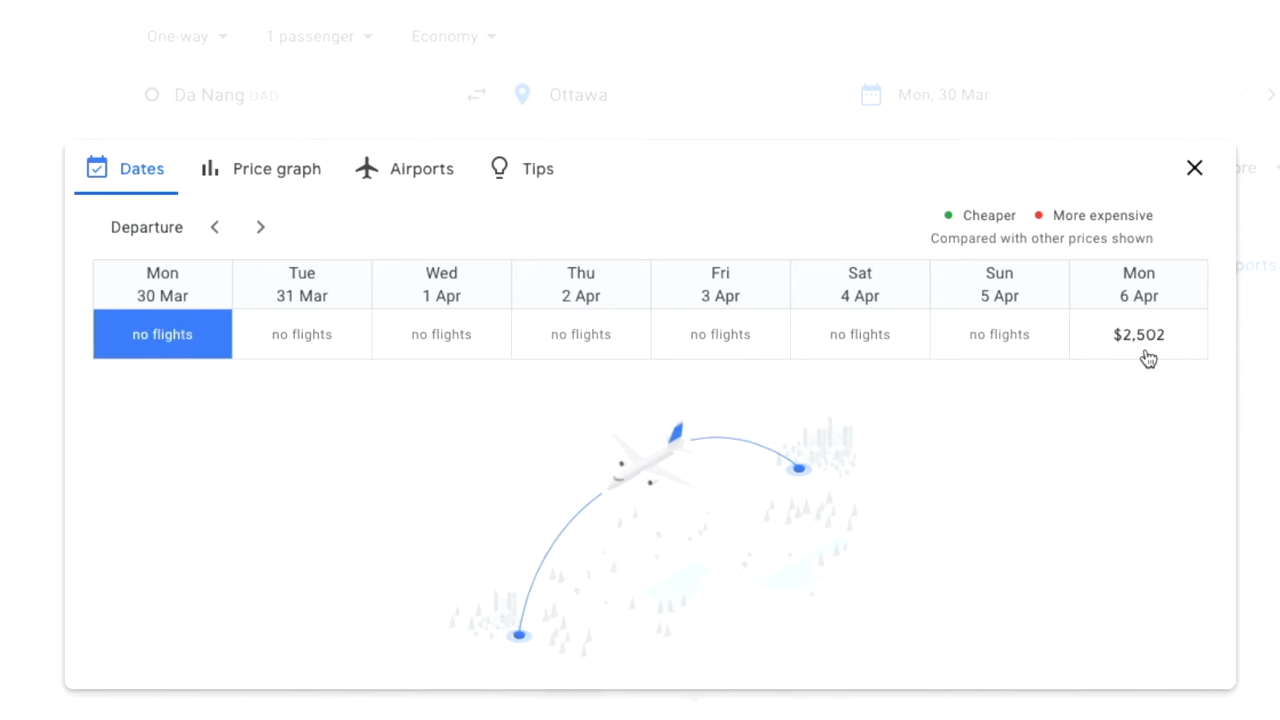 One-way 1 passenger Economy
Da Nang DAD Ottawa Mon, 30 Mar
Dates Price graph Airports Tips
Departure
Cheaper More expensive
Compared with other prices shown
Mon Tue Wed Thu Fri Sat Sun Mon
30 Mar 31 Mar 1 Apr 2 Apr 3 Apr 4 Apr 5 Apr 6 Apr
no flights no flights no flights no flights no flights no flights no flights $2,502